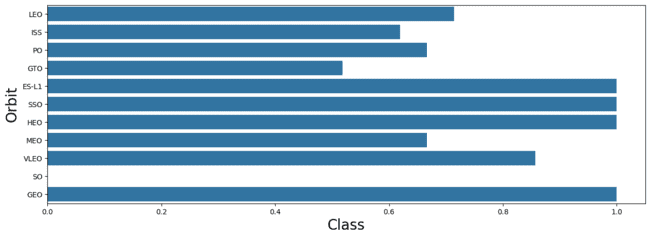 LEO
ISS
PO
GTO
ES-L1
SSO
HEO
MEO
VLEO
SO
GEO
Orbit
0.0 0.2 0.4 0.6 0.8 1.0
Class